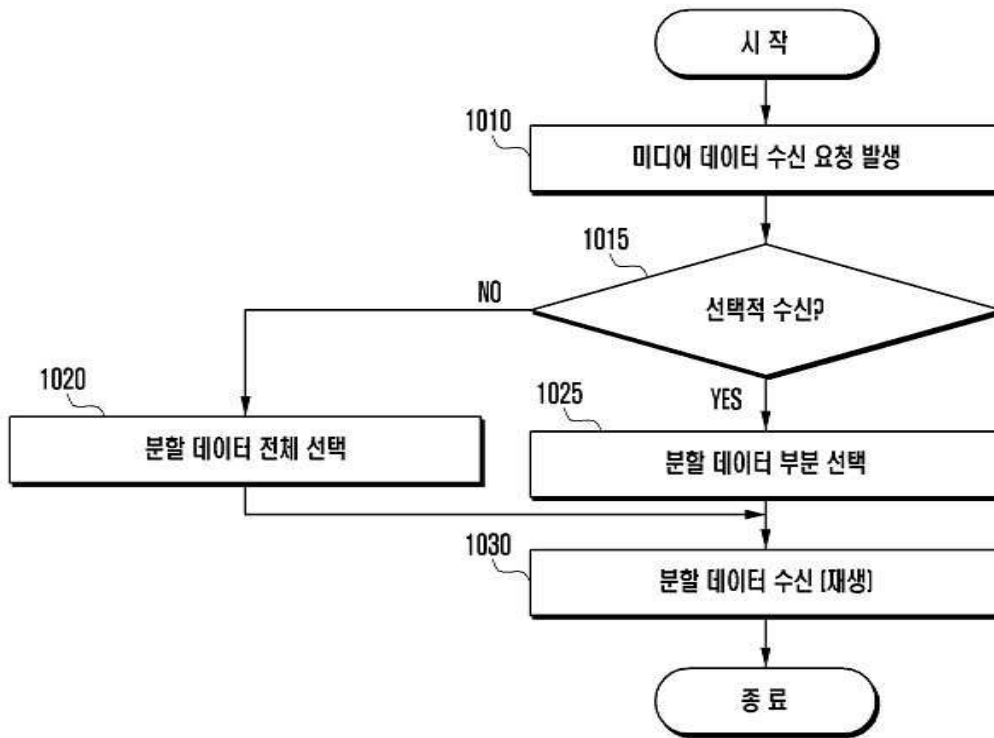 시 작
1010
미디어 데이터 수신 요청 발생
1015
선택적 수신?
NO
YES
1020
분할 데이터 전체 선택
1025
분할 데이터 부분 선택
1030
분할 데이터 수신 (재생)
종 료